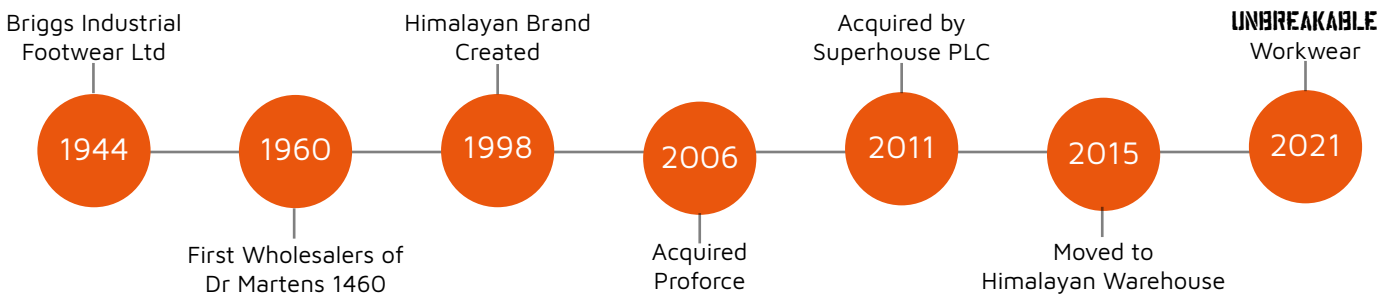 Briggs Industrial
Footwear Ltd
1944
1960
First Wholesalers of
Dr Martens 1460
Himalayan Brand
Created
1998
2006
Acquired
Proforce
Acquired by
Superhouse PLC
2011
2015
Moved to
Himalayan Warehouse
UNBREAKABLE
Workwear
2021